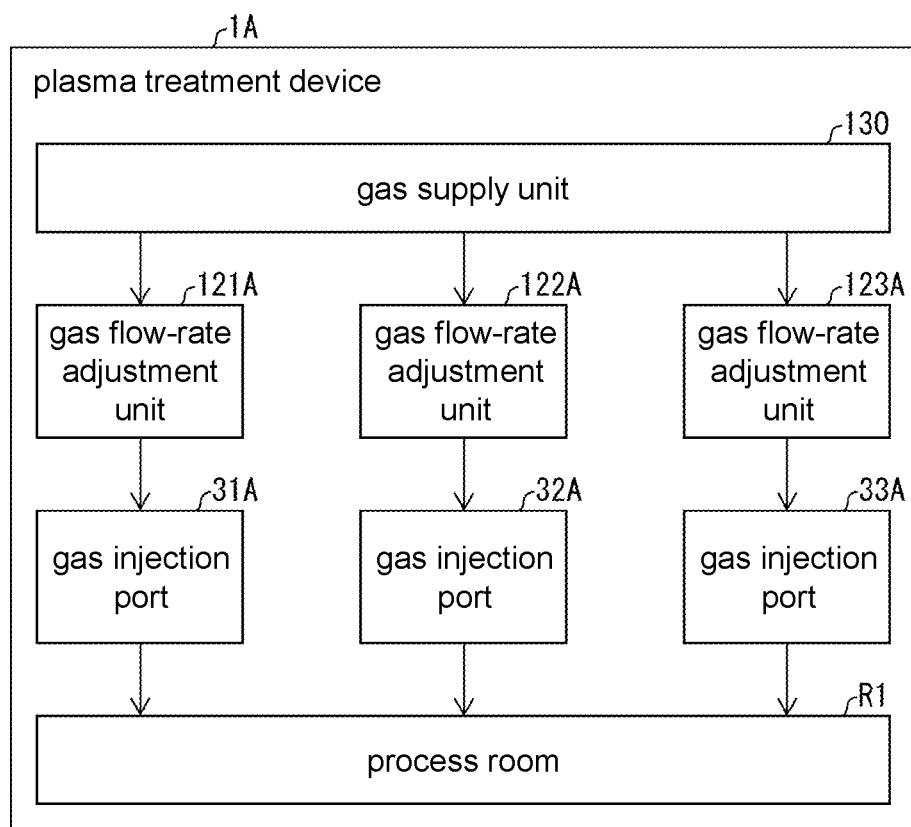 1A
plasma treatment device
130
gas supply unit
121A
122A
123A
gas flow-rate
adjustment
unit
gas flow-rate
adjustment
unit
gas flow-rate
adjustment
unit
31A
32A
33A
gas injection
port
gas injection
port
gas injection
port
R1
process room